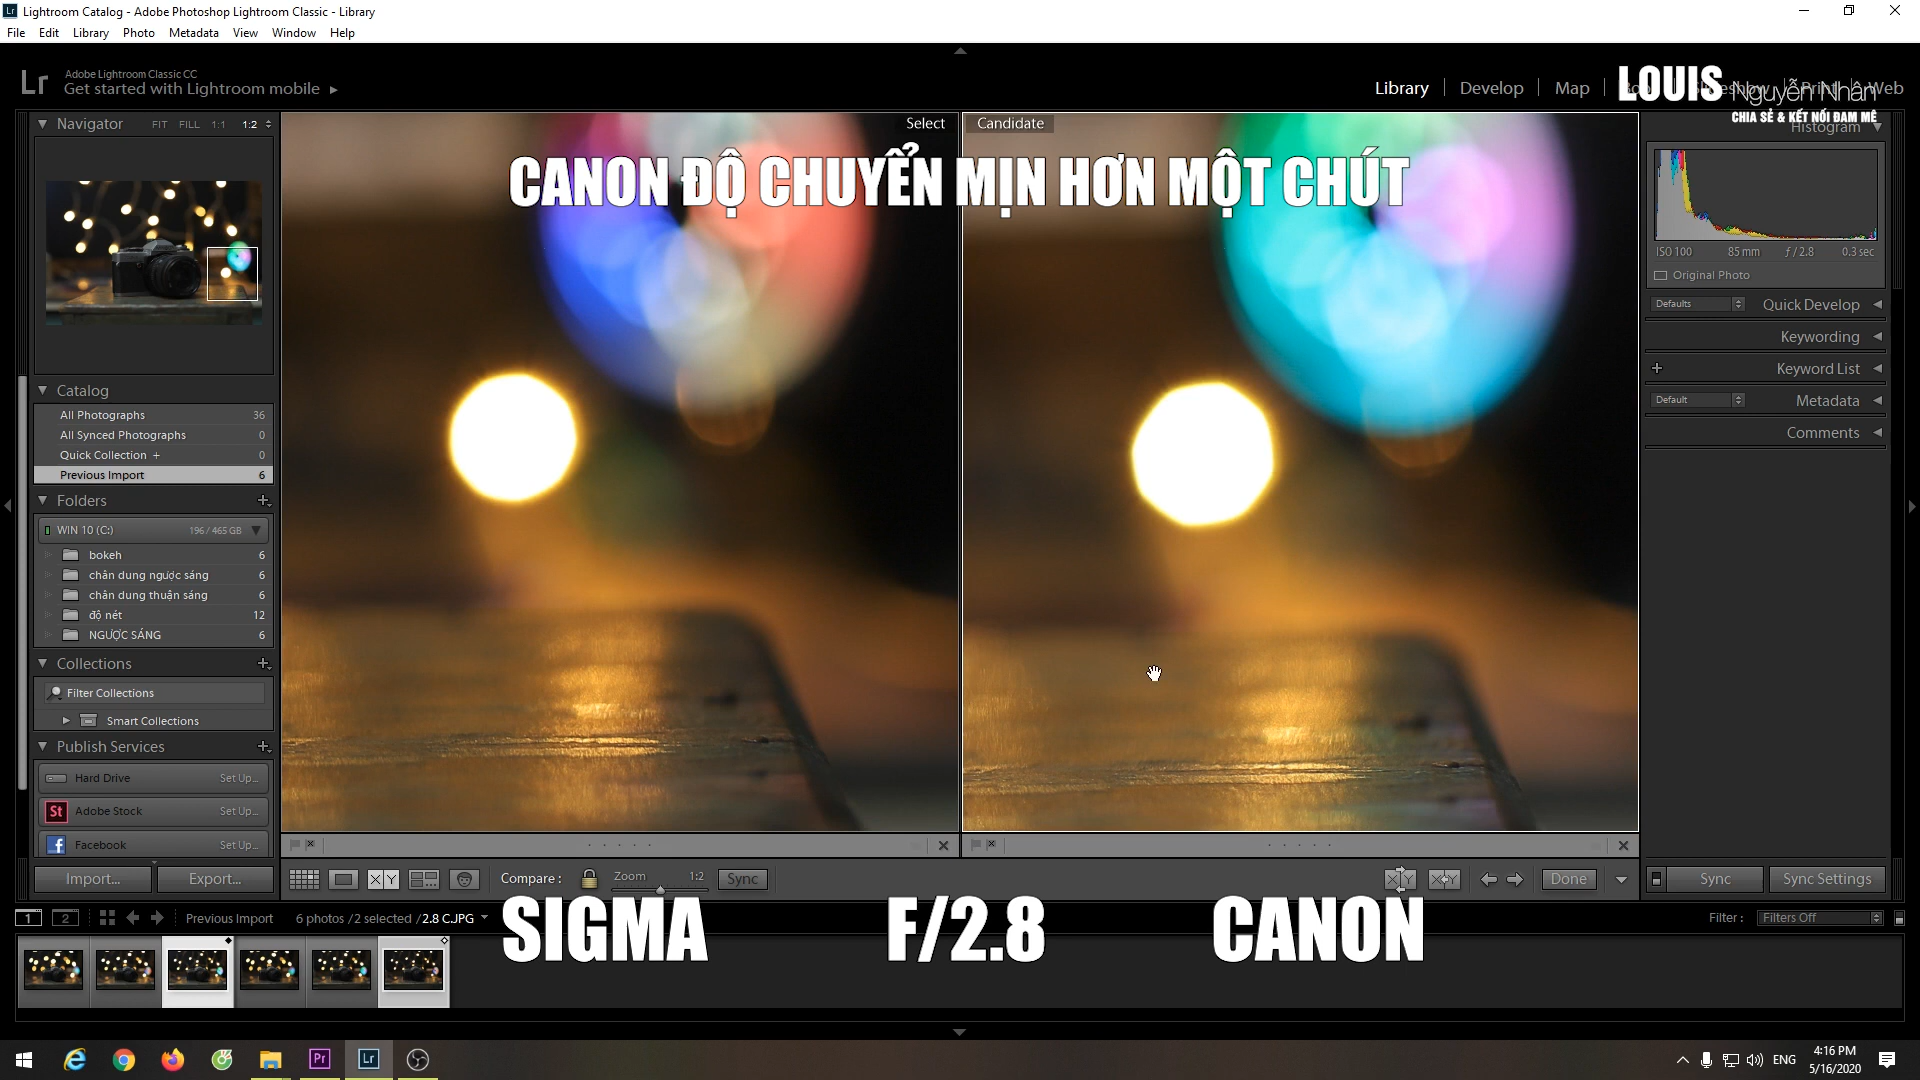 Lr Lightroom Catalog - Adobe Photoshop Lightroom Classic - Library
File Edit Library Photo Metadata View Window Help
Lr Adobe Lightroom Classic CC
Get started with Lightroom mobile
Library Develop Map Web
LOUIS Nguyễn Nhân
CHIA SẺ & KẾT NỐI ĐAM MÊ
Navigator FIT FILL 1:1 1:2
Select
Candidate
Histogram
CANON ĐỘ CHUYỂN MỊN HƠN MỘT CHÚT
ISO 100 85 mm ƒ / 2.8 0.3 sec
Original Photo
Defaults Quick Develop
Keywording
Keyword List
Default Metadata
Comments
Catalog
All Photographs 36
All Synced Photographs 0
Quick Collection + 0
Previous Import 6
Folders
WIN 10 (C:) 196 / 465 GB
bokeh 6
chân dung ngược sáng 6
chân dung thuận sáng 6
độ nét 12
NGƯỢC SÁNG 6
Collections
Filter Collections
Smart Collections
Publish Services
Hard Drive Set Up...
St Adobe Stock Set Up...
f Facebook Set Up...
Import... Export...
XY Compare : Zoom 1:2 Sync
Done
Sync Sync Settings
1 2 Previous Import 6 photos / 2 selected / 2.8 C.JPG
Filter : Filters Off
SIGMA F/2.8 CANON
Pr Lr
ENG
4:16 PM
5/16/2020